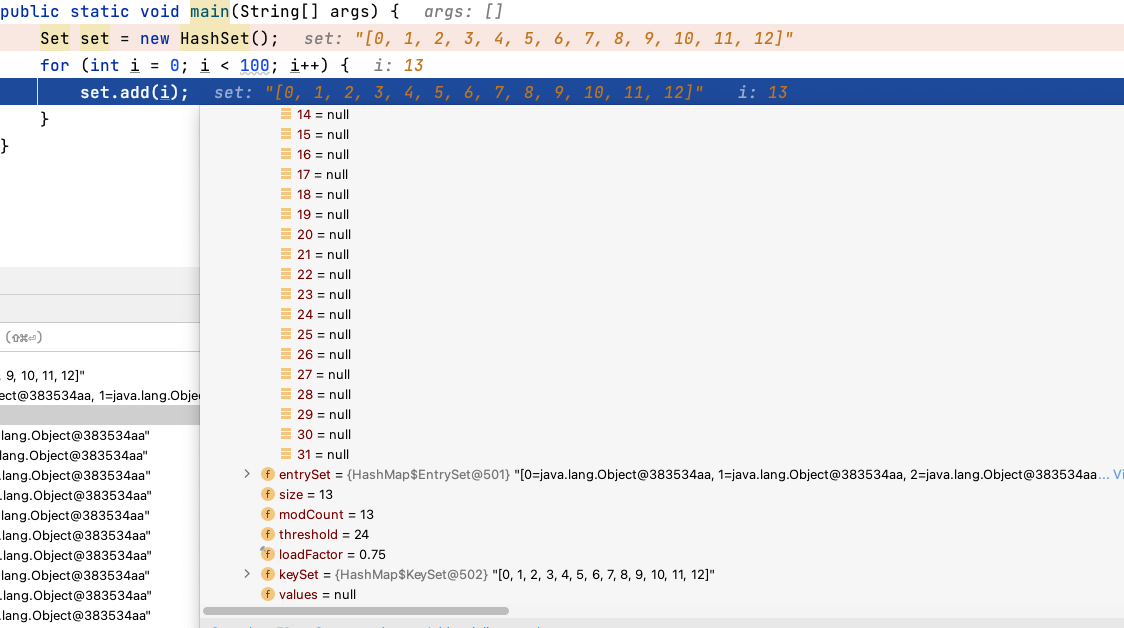 public static void main(String[] args) {   args: []
Set set = new HashSet();   set: "[0, 1, 2, 3, 4, 5, 6, 7, 8, 9, 10, 11, 12]"
for (int i = 0; i < 100; i++) {   i: 13
set.add(i);   set: "[0, 1, 2, 3, 4, 5, 6, 7, 8, 9, 10, 11, 12]"   i: 13
}
}
14 = null
15 = null
16 = null
17 = null
18 = null
19 = null
20 = null
21 = null
22 = null
23 = null
24 = null
25 = null
26 = null
27 = null
28 = null
29 = null
30 = null
31 = null
entrySet = {HashMap$EntrySet@501} "[0=java.lang.Object@383534aa, 1=java.lang.Object@383534aa, 2=java.lang.Object@383534aa... Vi
size = 13
modCount = 13
threshold = 24
loadFactor = 0.75
keySet = {HashMap$KeySet@502} "[0, 1, 2, 3, 4, 5, 6, 7, 8, 9, 10, 11, 12]"
values = null
(⇧⌘⏎)
, 9, 10, 11, 12]"
ect@383534aa, 1=java.lang.Obje
lang.Object@383534aa"
lang.Object@383534aa"
.lang.Object@383534aa"
.lang.Object@383534aa"
.lang.Object@383534aa"
.lang.Object@383534aa"
.lang.Object@383534aa"
.lang.Object@383534aa"
.lang.Object@383534aa"
.lang.Object@383534aa"